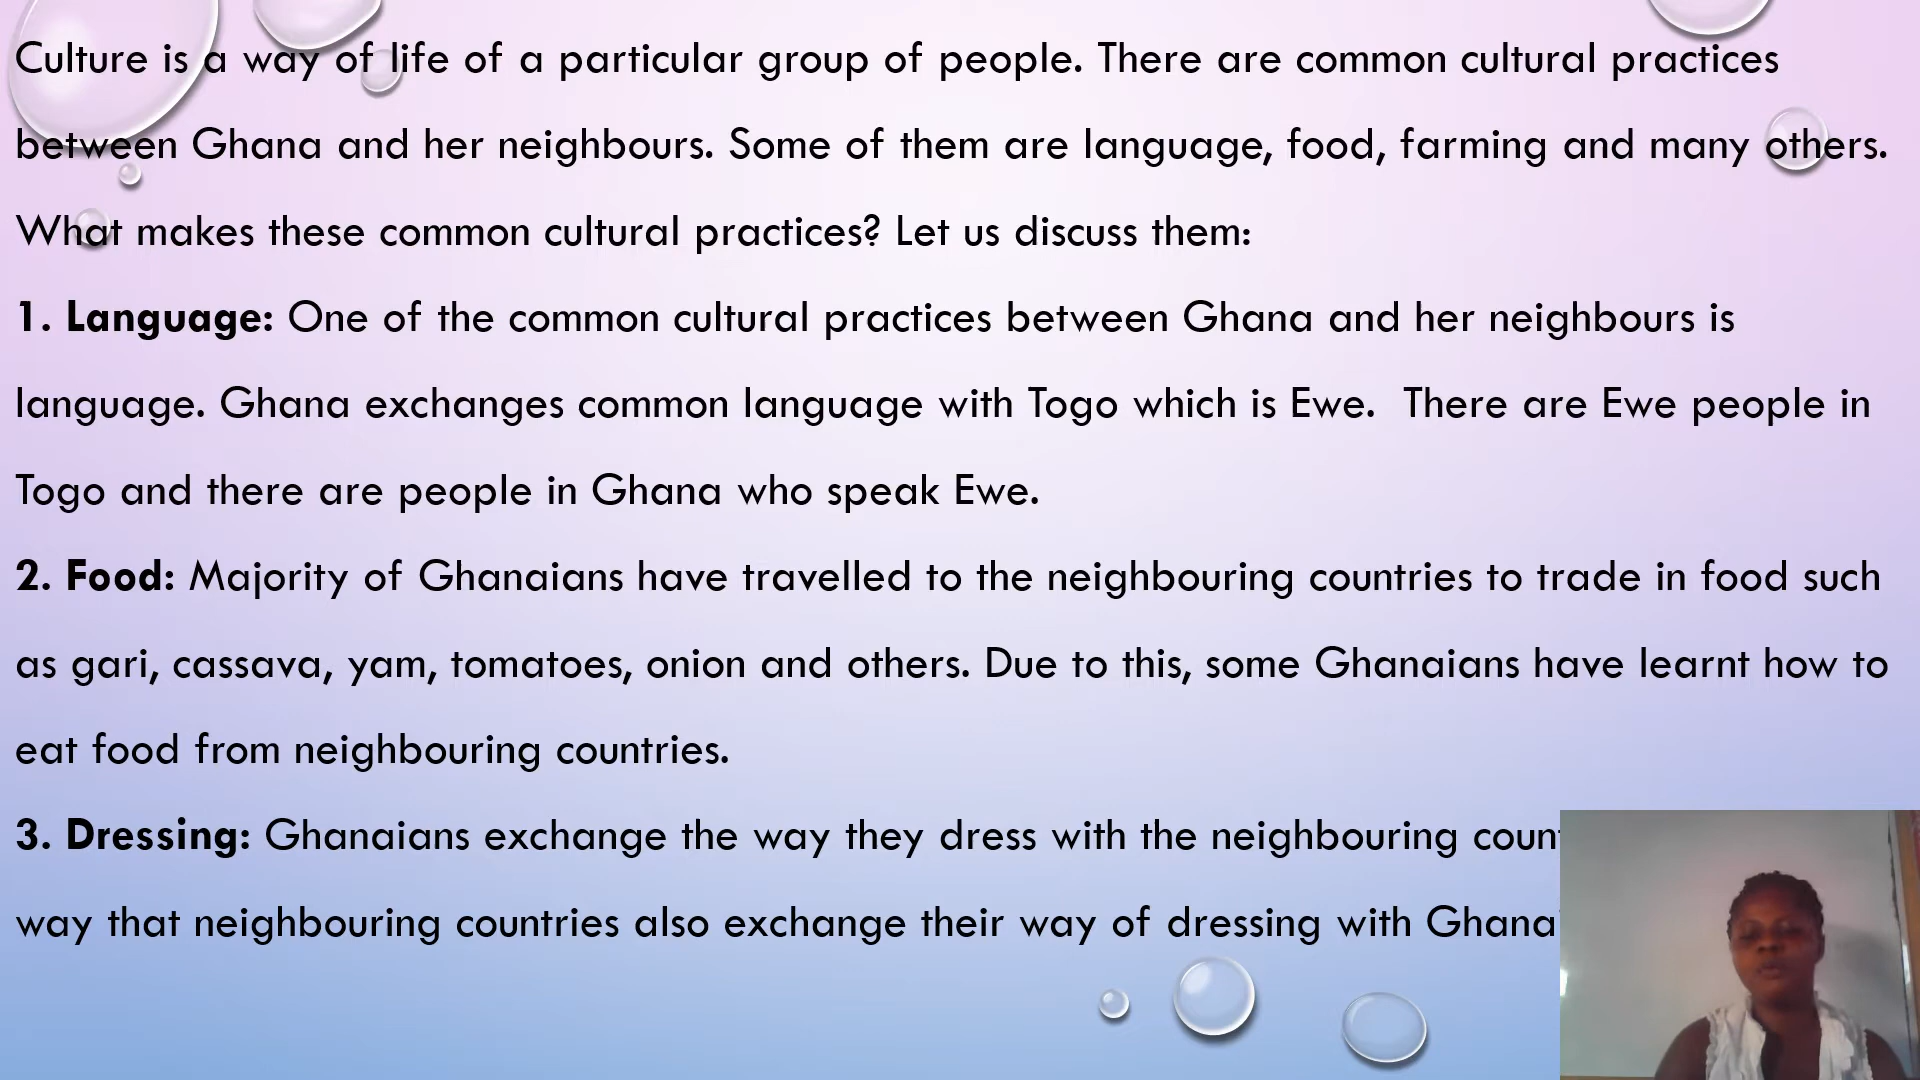 Culture is a way of life of a particular group of people. There are common cultural practices
between Ghana and her neighbours. Some of them are language, food, farming and many others.
What makes these common cultural practices? Let us discuss them:
1. Language: One of the common cultural practices between Ghana and her neighbours is
language. Ghana exchanges common language with Togo which is Ewe.  There are Ewe people in
Togo and there are people in Ghana who speak Ewe.
2. Food: Majority of Ghanaians have travelled to the neighbouring countries to trade in food such
as gari, cassava, yam, tomatoes, onion and others. Due to this, some Ghanaians have learnt how to
eat food from neighbouring countries.
3. Dressing: Ghanaians exchange the way they dress with the neighbouring
way that neighbouring countries also exchange their way of dressing with